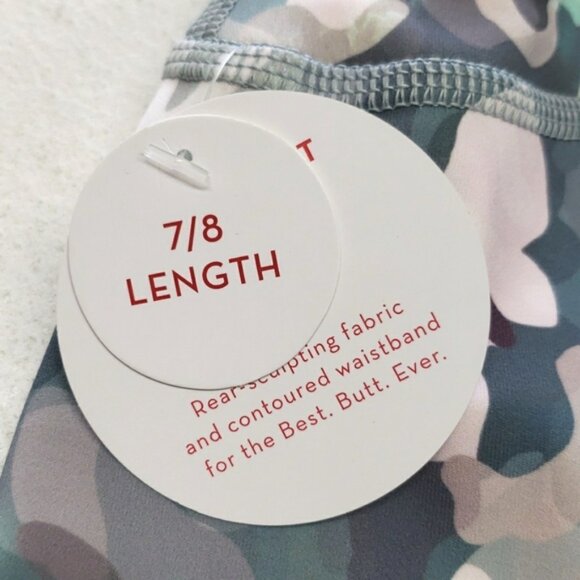 T
7/8
LENGTH
Rear-sculpting fabric
and contoured waistband
for the Best. Butt. Ever.